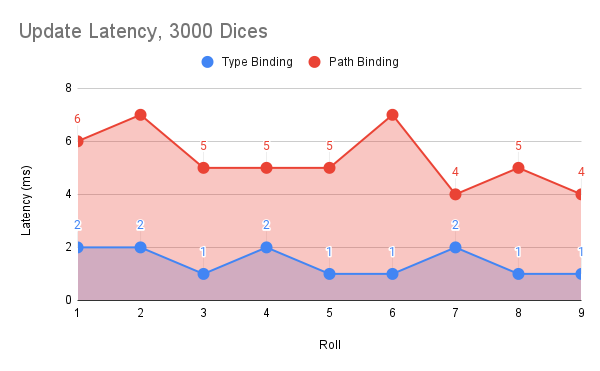 Update Latency, 3000 Dices
Type Binding Path Binding
8
6
4
2
0
Latency (ms)
6 5 5 5 4 5 4
2 2 1 2 1 1 2 1 1
1 2 3 4 5 6 7 8 9
Roll